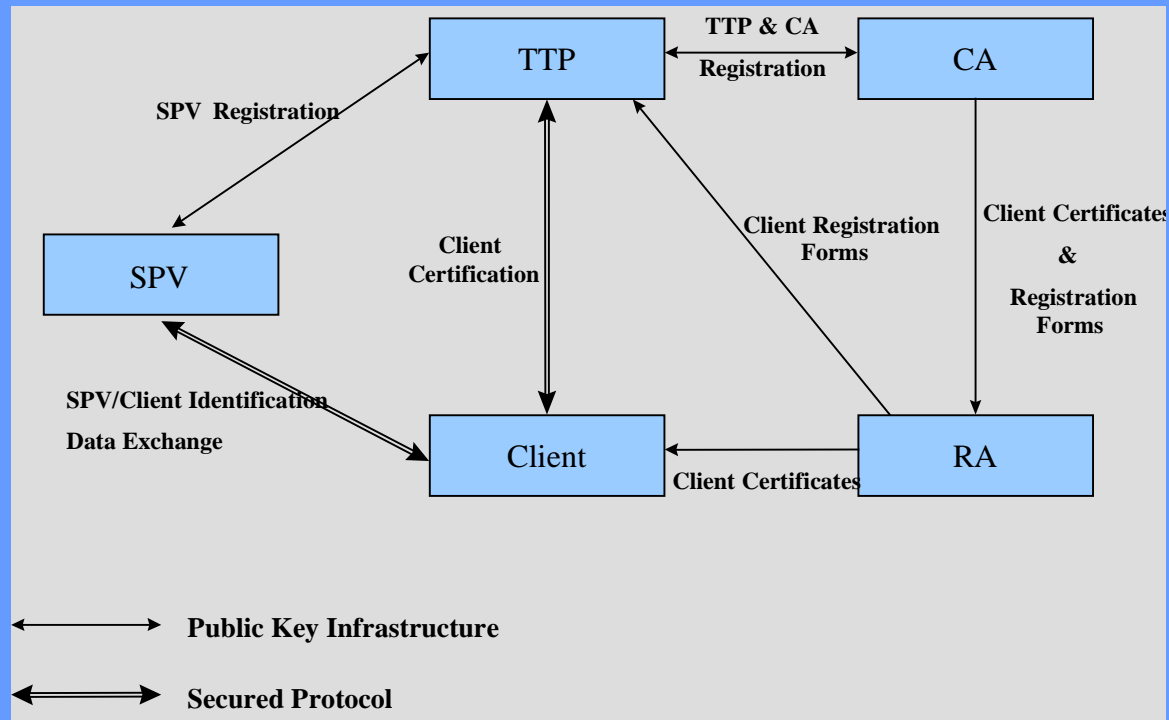 TTP & CA
TTP
CA
Registration
SPV Registration
Client Registration
Forms
Client Certificates
&
Registration
Forms
Client
Certification
SPV
SPV/Client Identification
Data Exchange
Client
RA
Client Certificates
Public Key Infrastructure
Secured Protocol